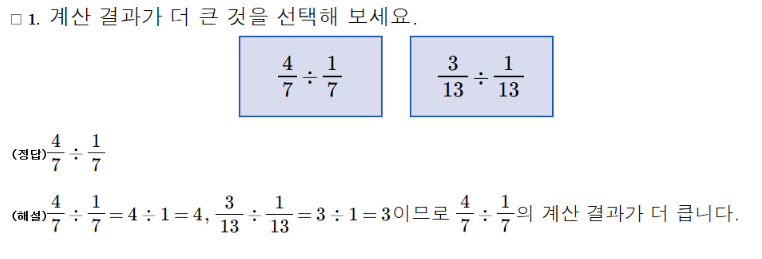 □ 1. 계산 결과가 더 큰 것을 선택해 보세요.
4/7 ÷ 1/7    3/13 ÷ 1/13
(정답) 4/7 ÷ 1/7
(해설) 4/7 ÷ 1/7 = 4 ÷ 1 = 4, 3/13 ÷ 1/13 = 3 ÷ 1 = 3이므로 4/7 ÷ 1/7의 계산 결과가 더 큽니다.